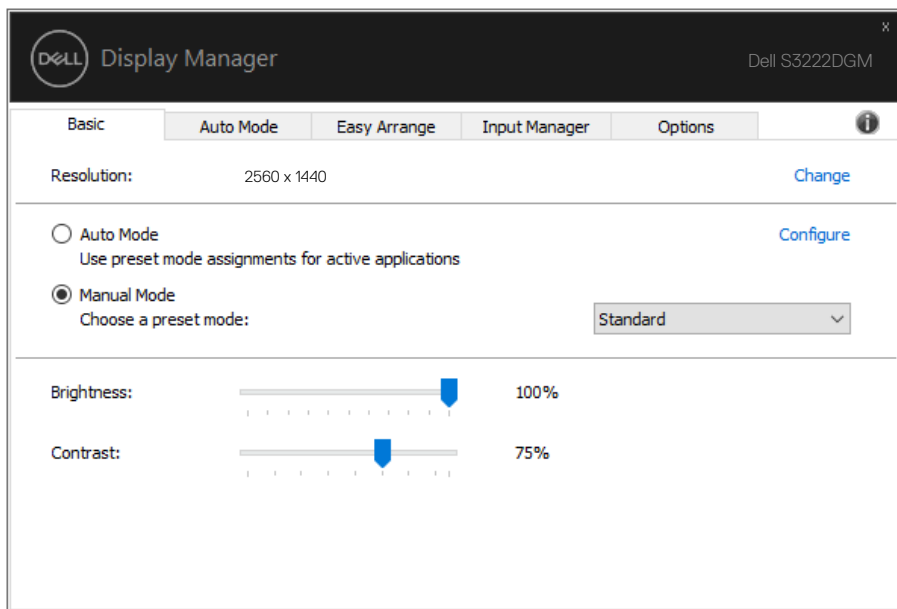 x
DELL Display Manager
Dell S3222DGM
Basic Auto Mode Easy Arrange Input Manager Options i
Resolution: 2560 x 1440 Change
Auto Mode Configure
Use preset mode assignments for active applications
Manual Mode
Choose a preset mode: Standard
Brightness: 100%
Contrast: 75%